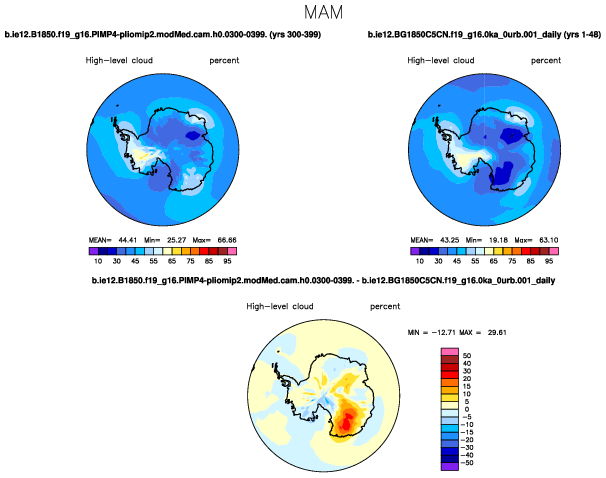 MAM
b.ie12.B1850.f19_g16.PIMP4-pliomip2.modMed.cam.h0.0300-0399. (yrs 300-399)
b.ie12.BG1850C5CN.f19_g16.0ka_0urb.001_daily (yrs 1-48)
High-level cloud percent
High-level cloud percent
MEAN= 44.41 Min= 25.27 Max= 66.66
MEAN= 43.25 Min= 19.18 Max= 63.10
10 30 45 55 65 75 85 95
10 30 45 55 65 75 85 95
b.ie12.B1850.f19_g16.PIMP4-pliomip2.modMed.cam.h0.0300-0399. - b.ie12.BG1850C5CN.f19_g16.0ka_0urb.001_daily
High-level cloud percent
MIN = -12.71 MAX = 29.61
50
40
30
25
20
15
10
5
0
-5
-10
-15
-20
-25
-30
-40
-50